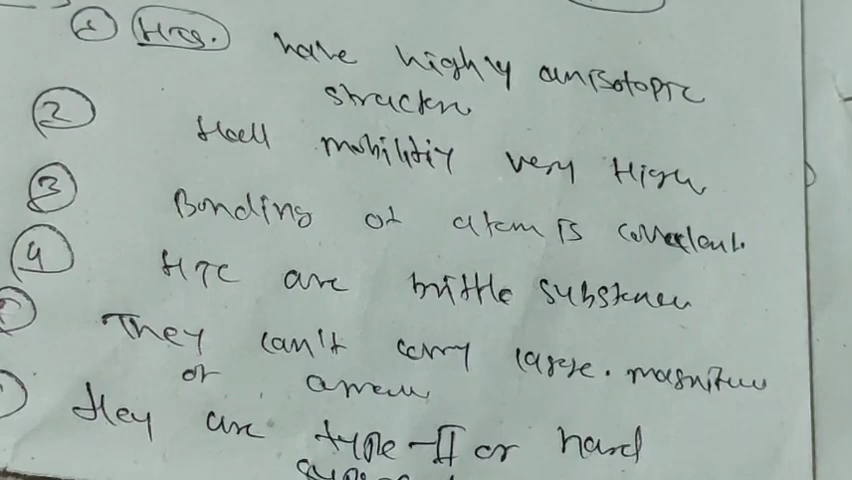 ① HTS. have highly anisotopic
structure
② Hall mobility very High
③ Bonding of atom is covalent.
④ HTC are brittle substance
They can't carry large. magnitude
of
they are type-II or hard